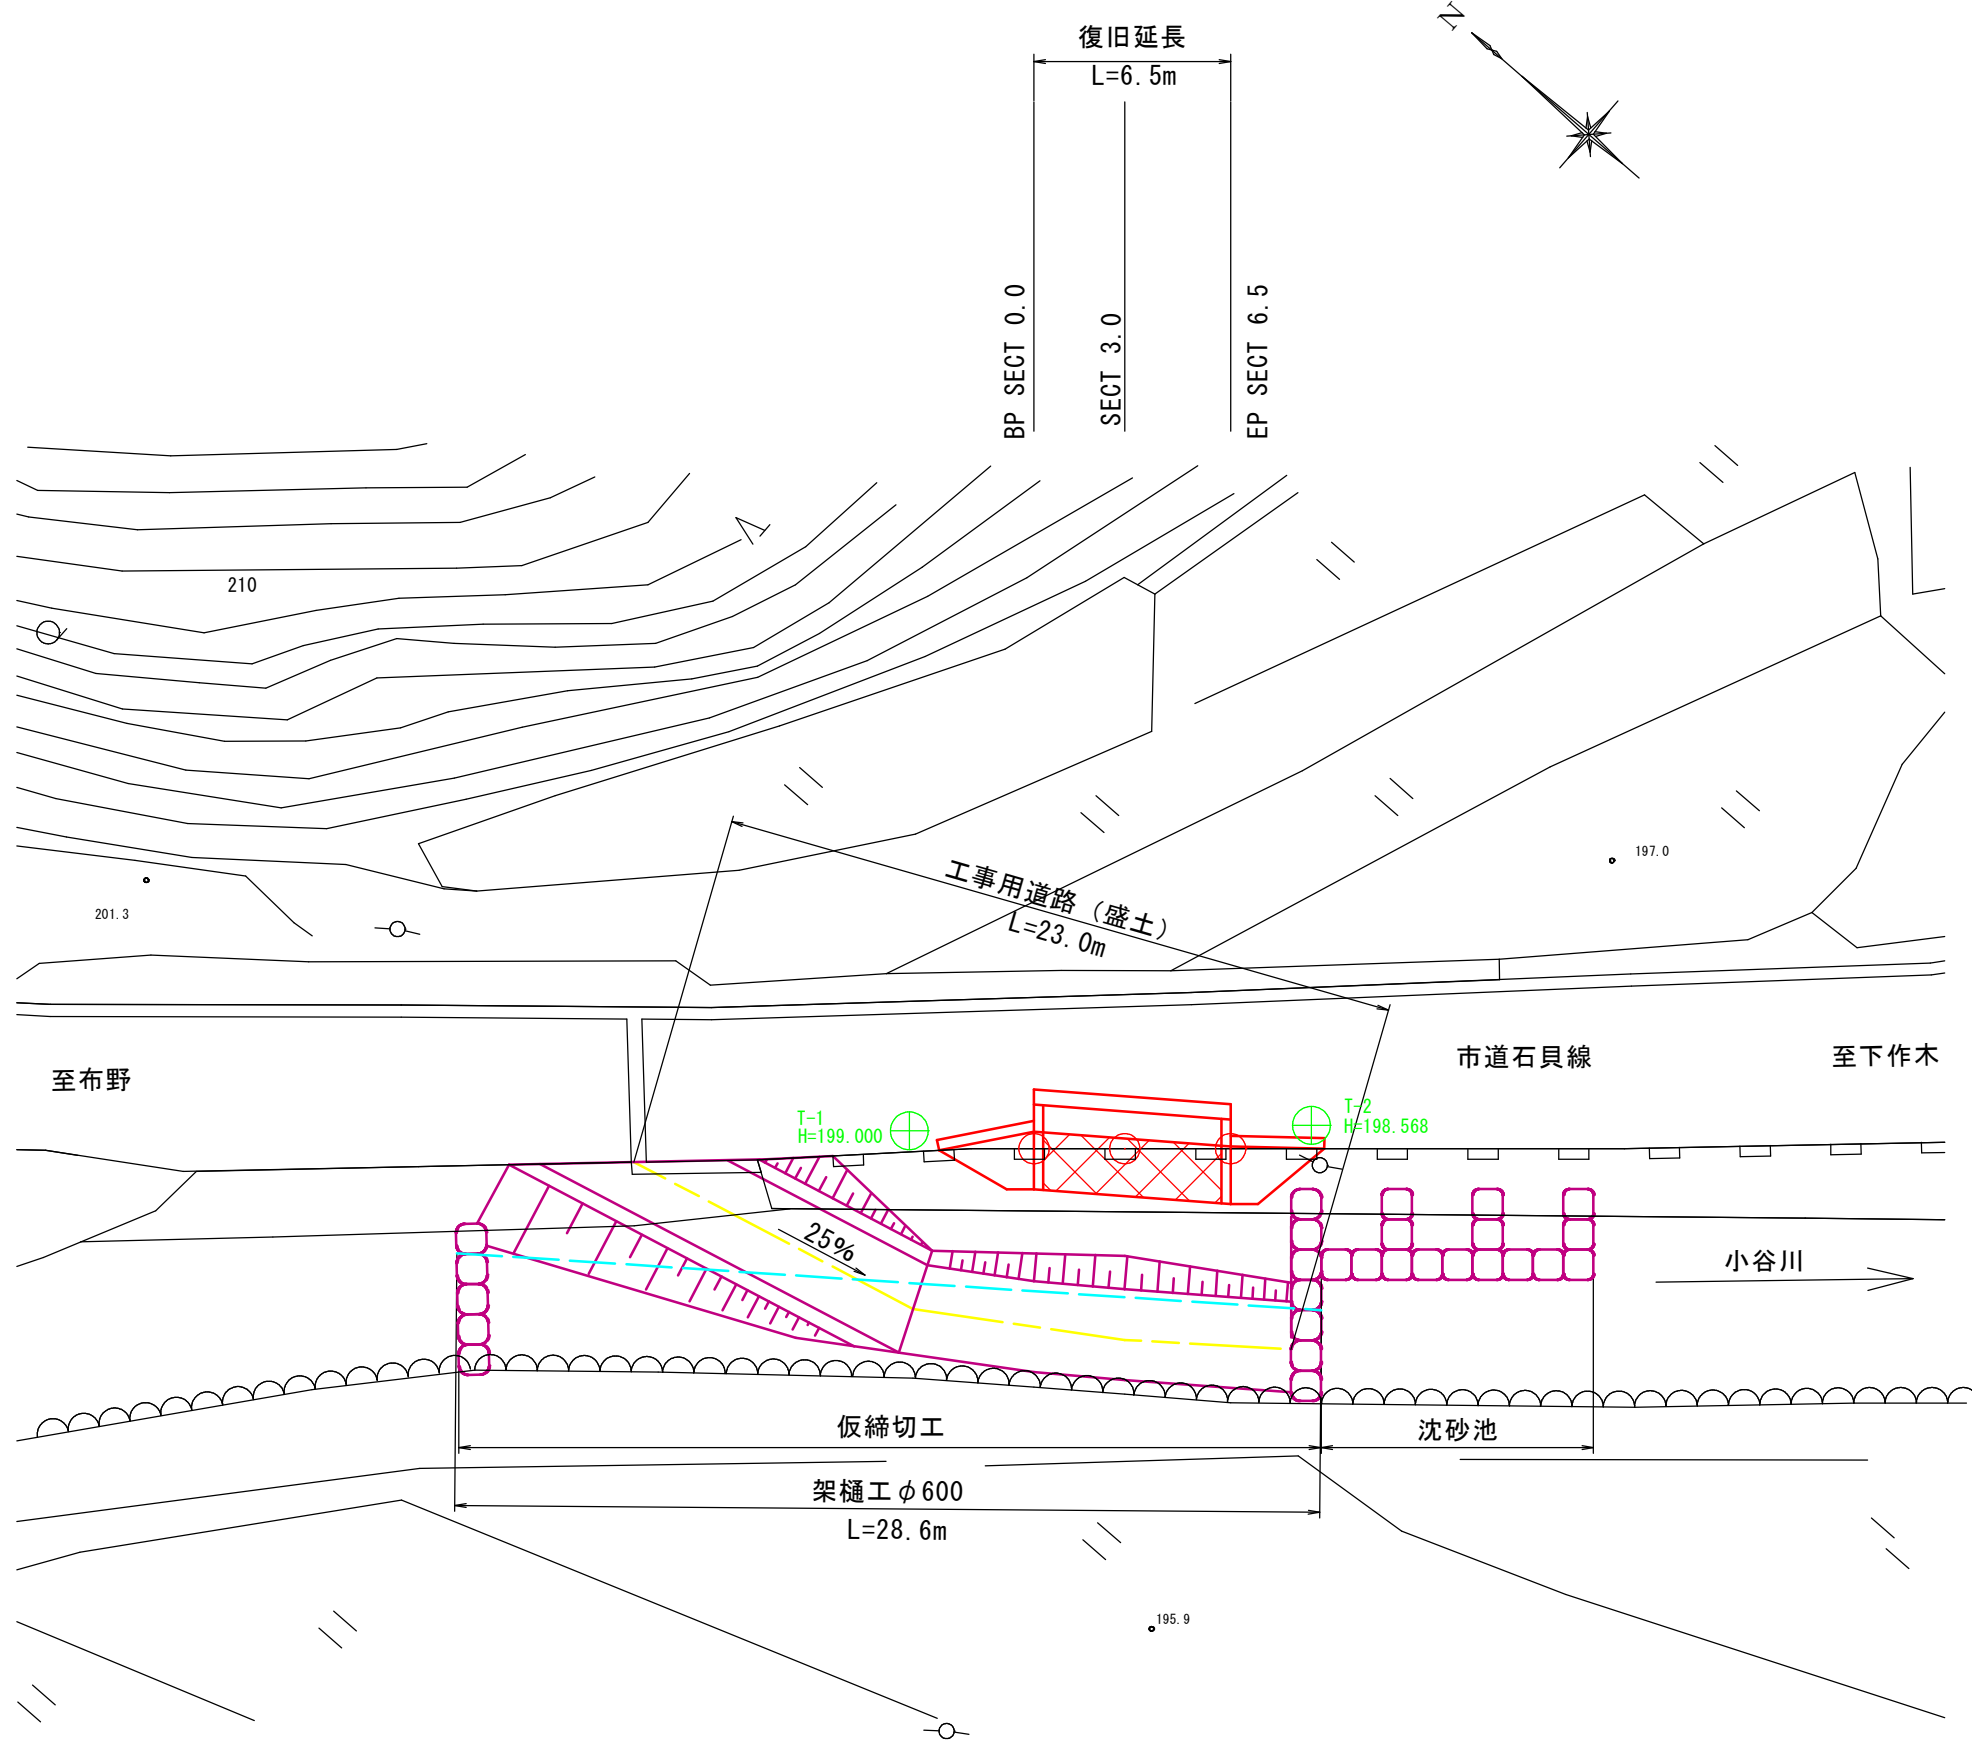 N
復旧延長
L=6.5m
BP SECT 0.0
SECT 3.0
EP SECT 6.5
210
197.0
201.3
工事用道路（盛土）
L=23.0m
至布野
市道石貝線
至下作木
T-1
H=199.000
T-2
H=198.568
25%
小谷川
仮締切工
沈砂池
架樋工φ600
L=28.6m
195.9